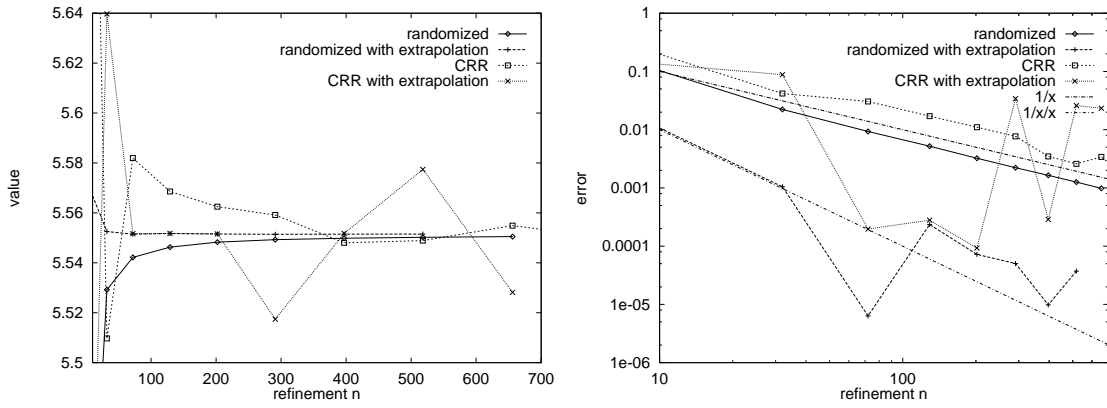 5.64
5.62
5.6
5.58
5.56
5.54
5.52
5.5
100
200
300
400
500
600
700
value
refinement n
randomized
randomized with extrapolation
CRR
CRR with extrapolation
1
0.1
0.01
0.001
0.0001
1e-05
1e-06
10
100
error
refinement n
randomized
randomized with extrapolation
CRR
CRR with extrapolation
1/x
1/x/x